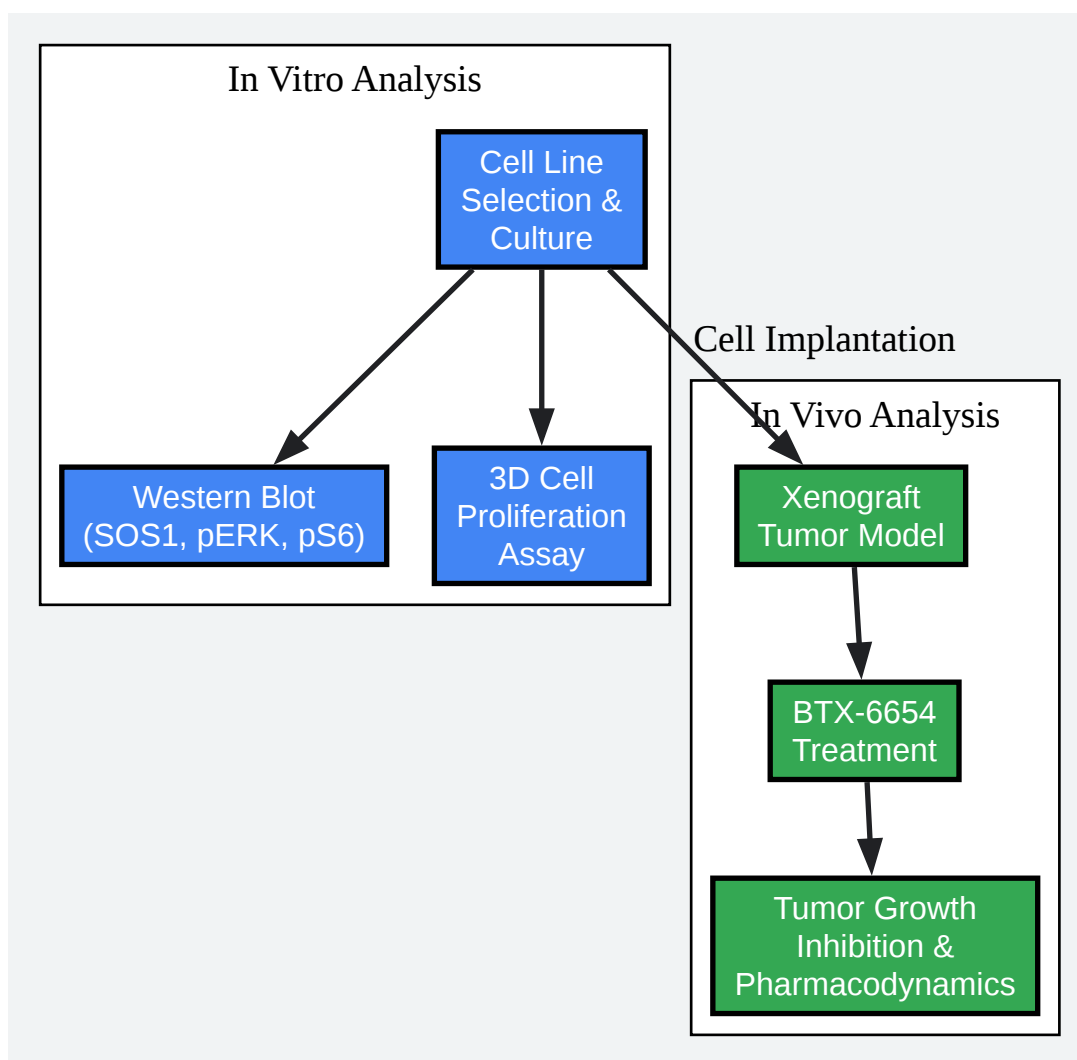 In Vitro Analysis
Cell Line
Selection &
Culture
Cell Implantation
In Vivo Analysis
Western Blot
(SOS1, pERK, pS6)
3D Cell
Proliferation
Assay
Xenograft
Tumor Model
BTX-6654
Treatment
Tumor Growth
Inhibition &
Pharmacodynamics